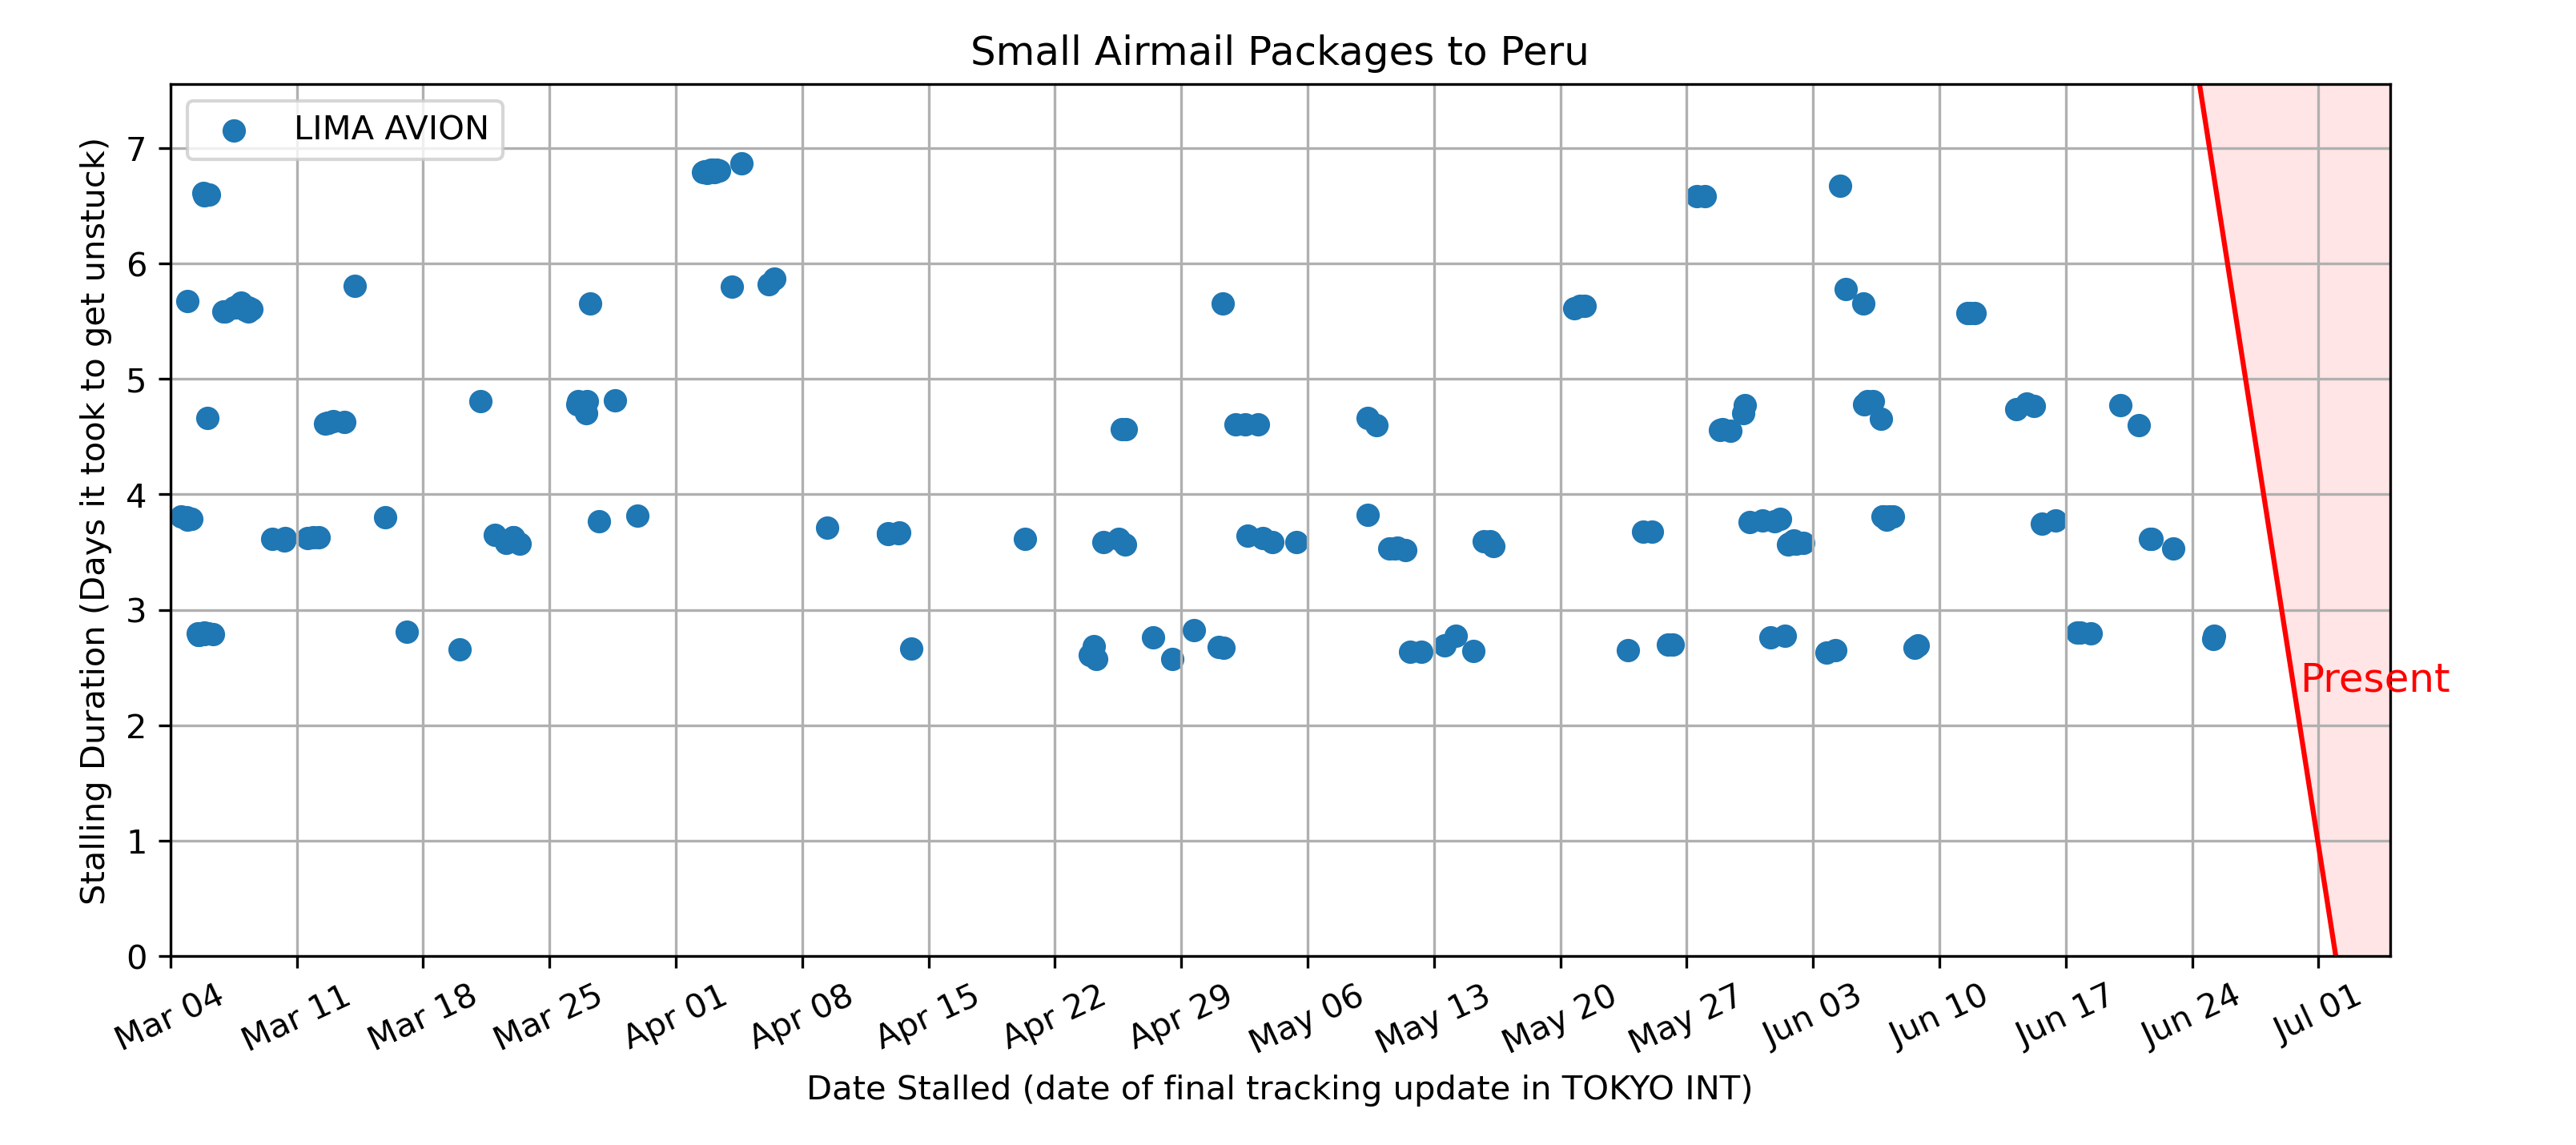 Small Airmail Packages to Peru
LIMA AVION
Stalling Duration (Days it took to get unstuck)
7
6
5
4
3
2
1
0
Present
Mar 04
Mar 11
Mar 18
Mar 25
Apr 01
Apr 08
Apr 15
Apr 22
Apr 29
May 06
May 13
May 20
May 27
Jun 03
Jun 10
Jun 17
Jun 24
Jul 01
Date Stalled (date of final tracking update in TOKYO INT)